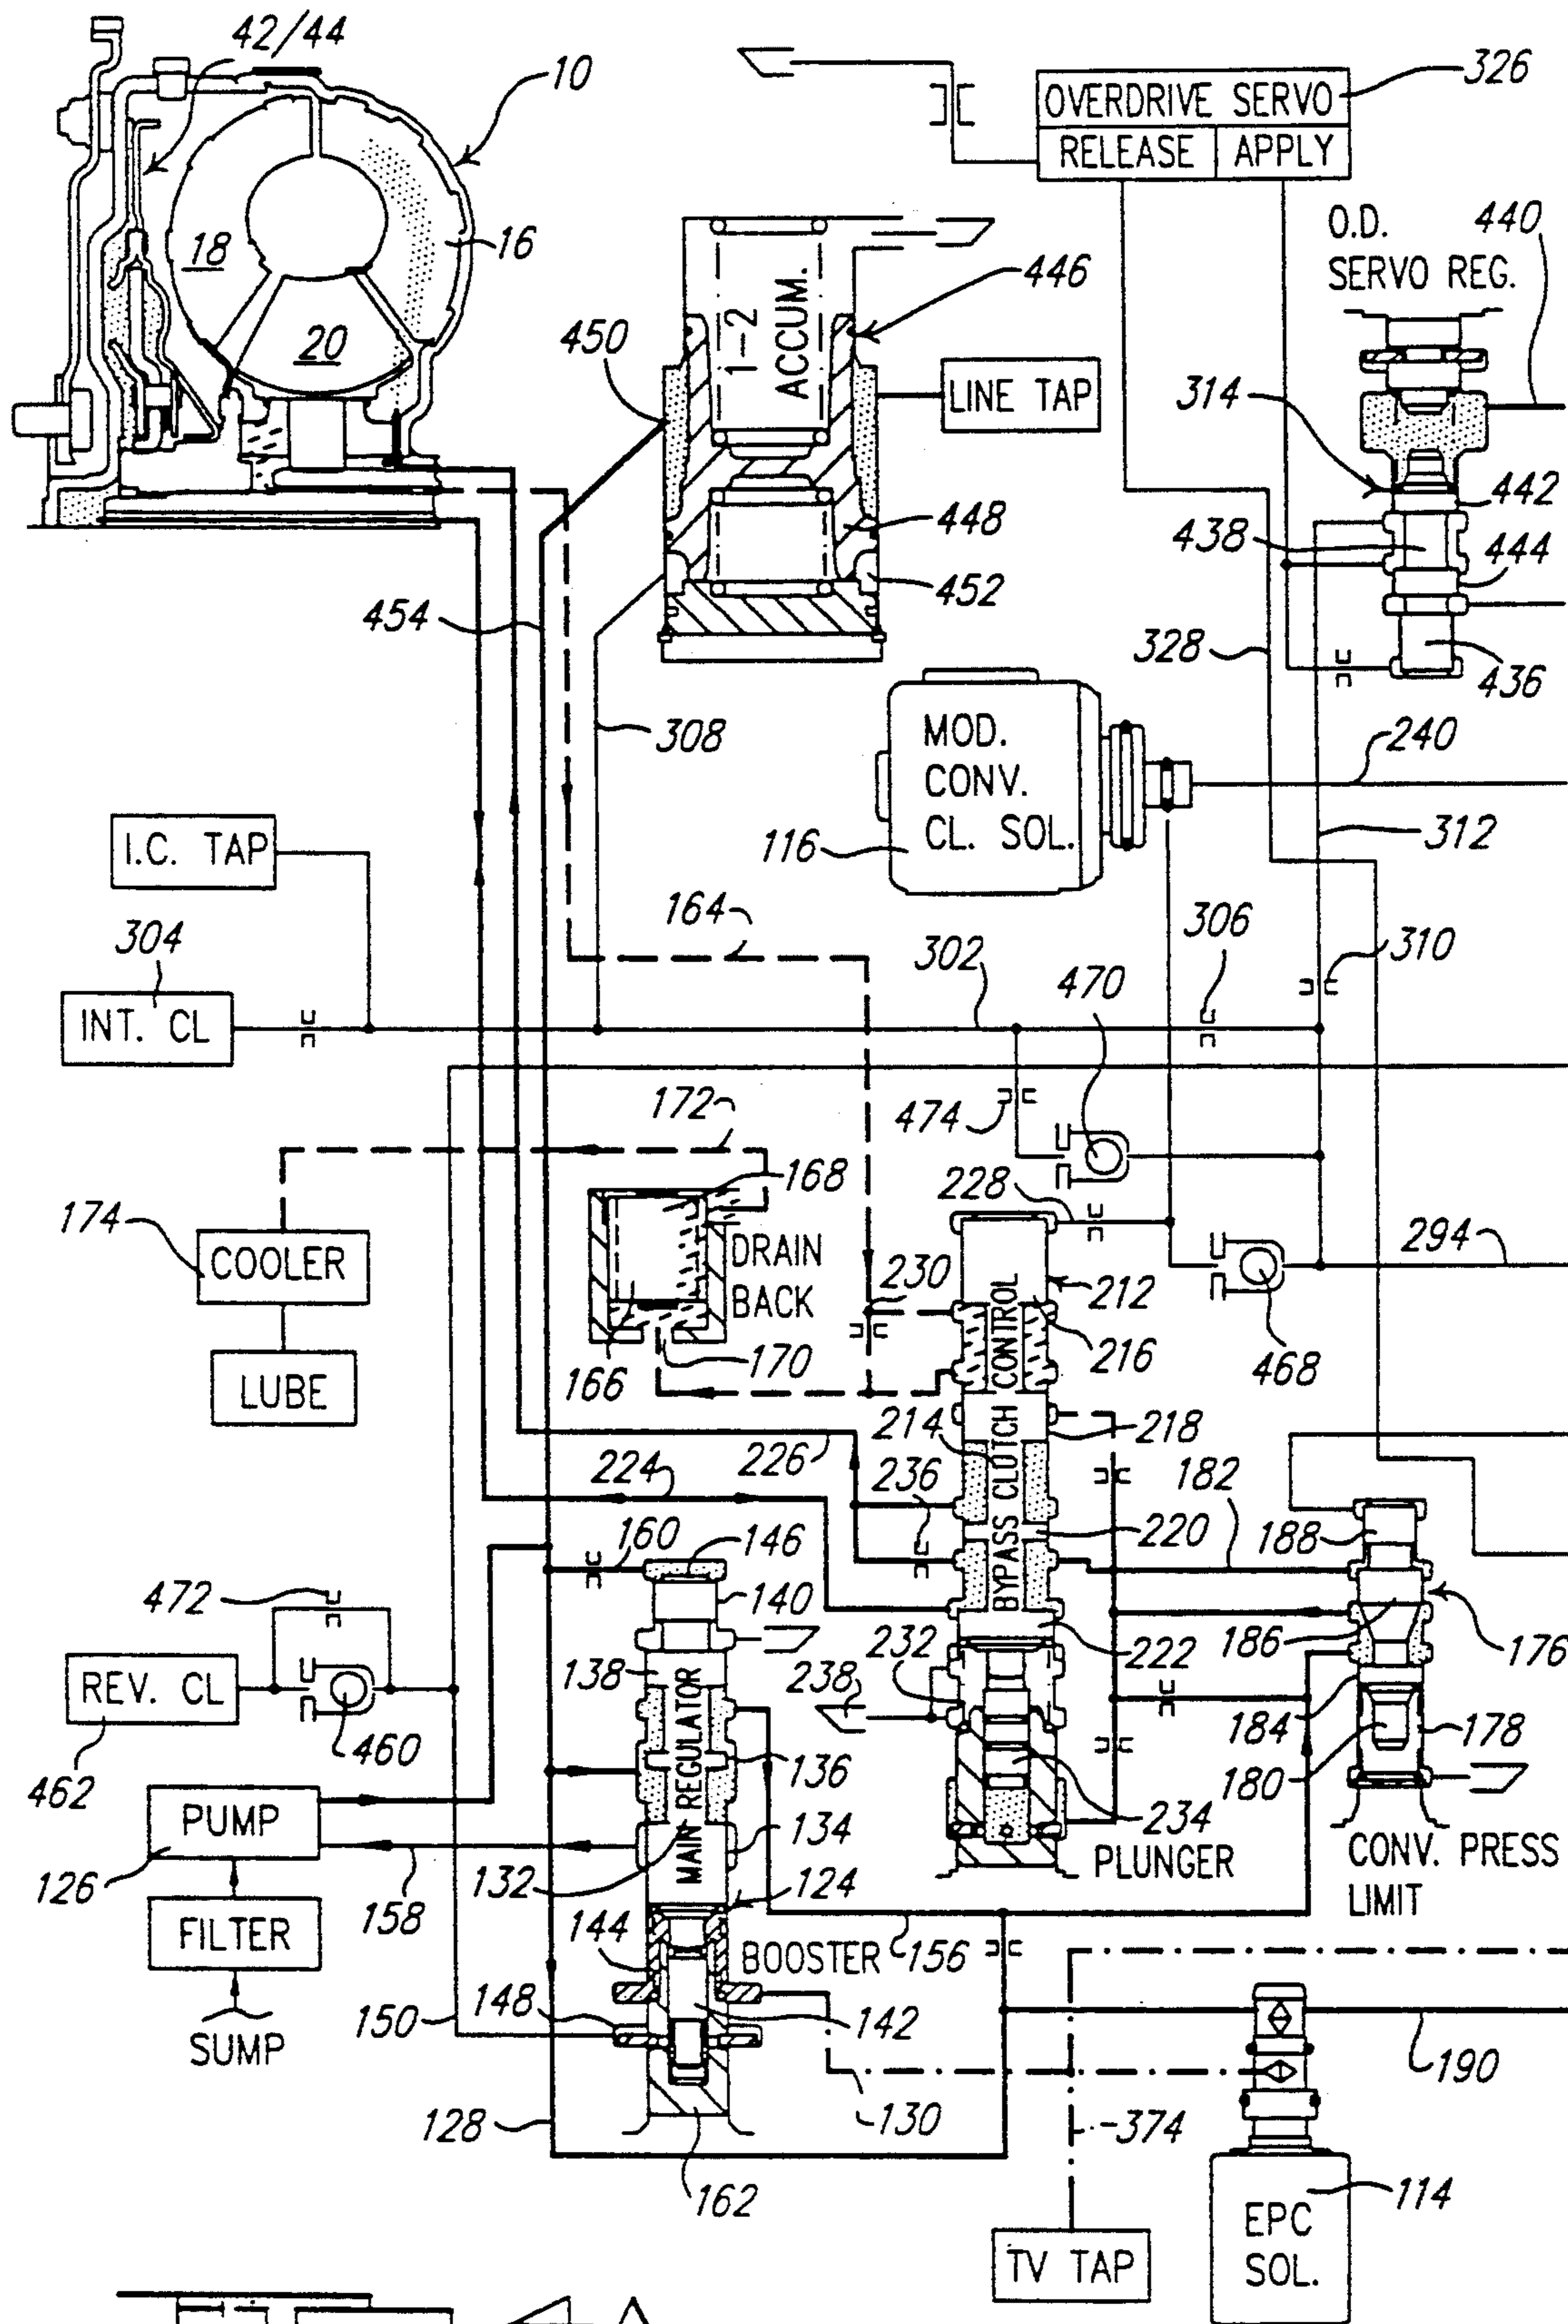 42/44
10
326
OVERDRIVE SERVO
RELEASE
APPLY
18
16
20
O.D.
SERVO REG.
440
446
1-2
ACCUM.
450
LINE TAP
314
442
438
444
448
452
454
328
436
308
MOD.
CONV.
CL. SOL.
240
116
312
I.C. TAP
164
304
302
306
310
470
INT. CL
172
474
168
228
174
COOLER
DRAIN
BACK
294
230
212
216
166
170
468
LUBE
BYPASS CLUTCH CONTROL
214
218
224
226
236
182
220
188
160
146
472
140
186
176
REV. CL
138
232
222
238
184
178
460
136
180
462
MAIN REGULATOR
PUMP
134
234
126
132
PLUNGER
CONV. PRESS
LIMIT
158
124
FILTER
144
BOOSTER
156
148
150
142
SUMP
190
130
128
374
162
114
EPC
SOL.
TV TAP